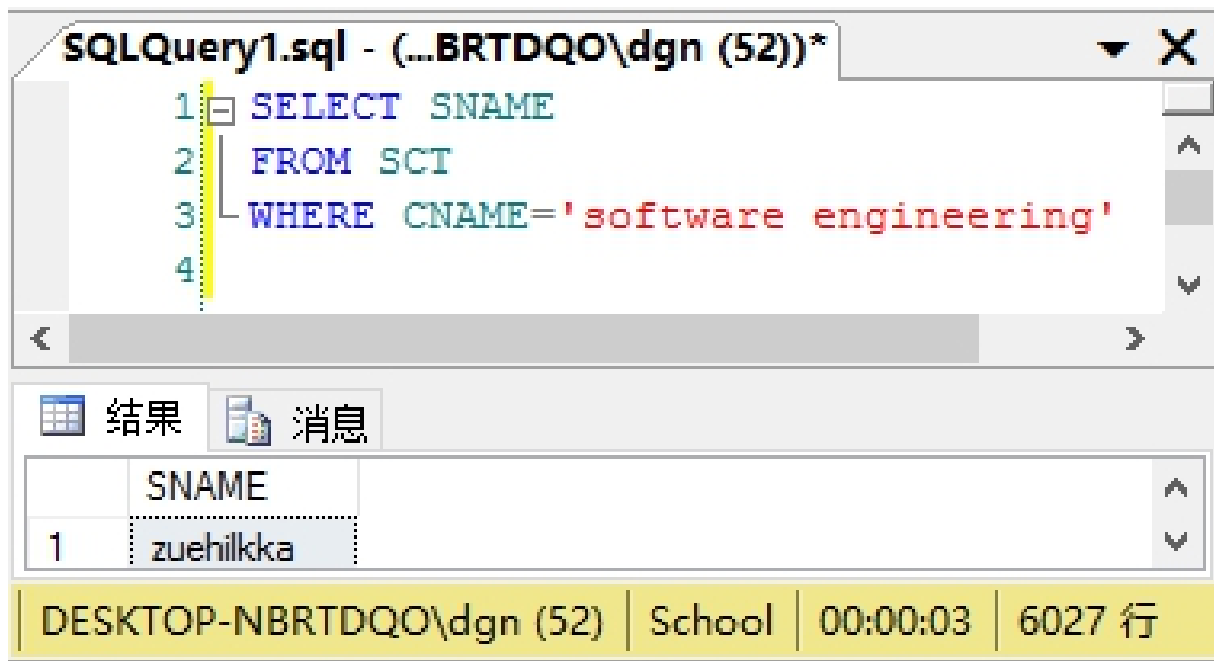 SQLQuery1.sql - (...BRTDQO\dgn (52))*
1 SELECT SNAME
2 FROM SCT
3 WHERE CNAME='software engineering'
4
结果 消息
SNAME
1 zuehilkka
DESKTOP-NBRTDQO\dgn (52) School 00:00:03 6027 行